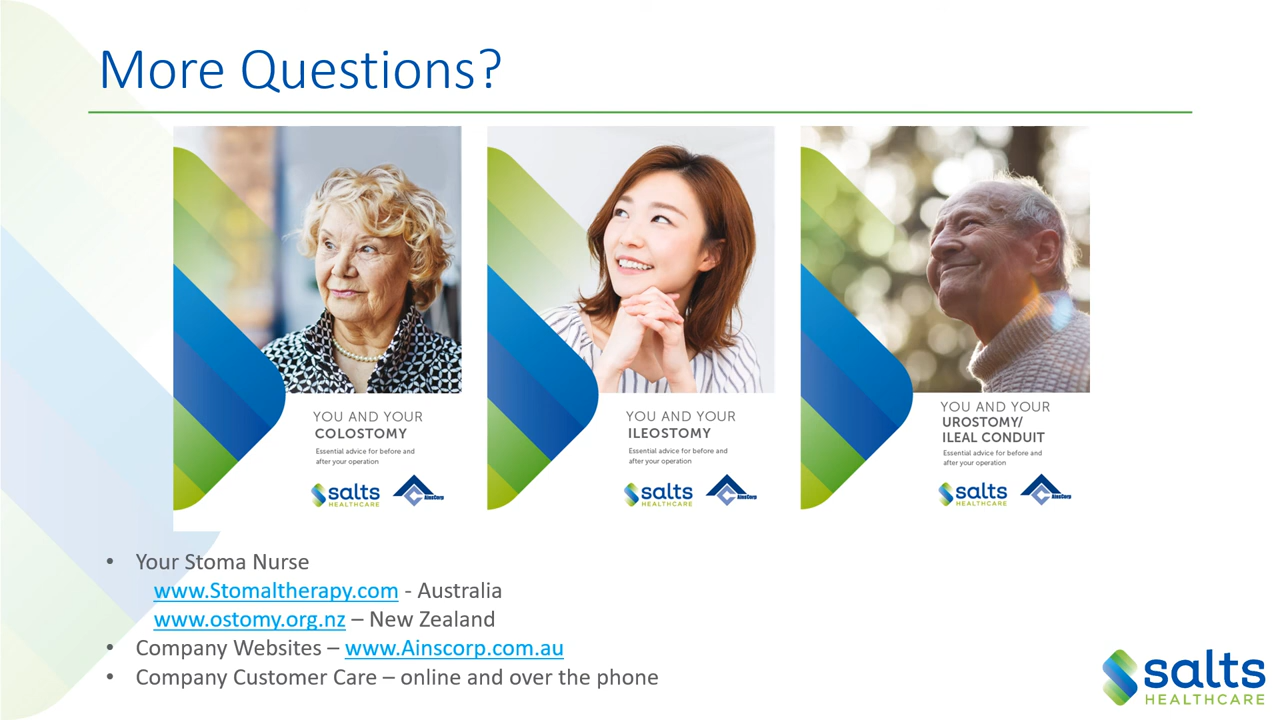 More Questions?
YOU AND YOUR
COLOSTOMY
Essential advice for before and
after your operation
salts
HEALTHCARE
AinsCorp
YOU AND YOUR
ILEOSTOMY
Essential advice for before and
after your operation
salts
HEALTHCARE
AinsCorp
YOU AND YOUR
UROSTOMY/
ILEAL CONDUIT
Essential advice for before and
after your operation
salts
HEALTHCARE
AinsCorp
• Your Stoma Nurse
www.Stomaltherapy.com - Australia
www.ostomy.org.nz – New Zealand
• Company Websites – www.Ainscorp.com.au
• Company Customer Care – online and over the phone
salts
HEALTHCARE